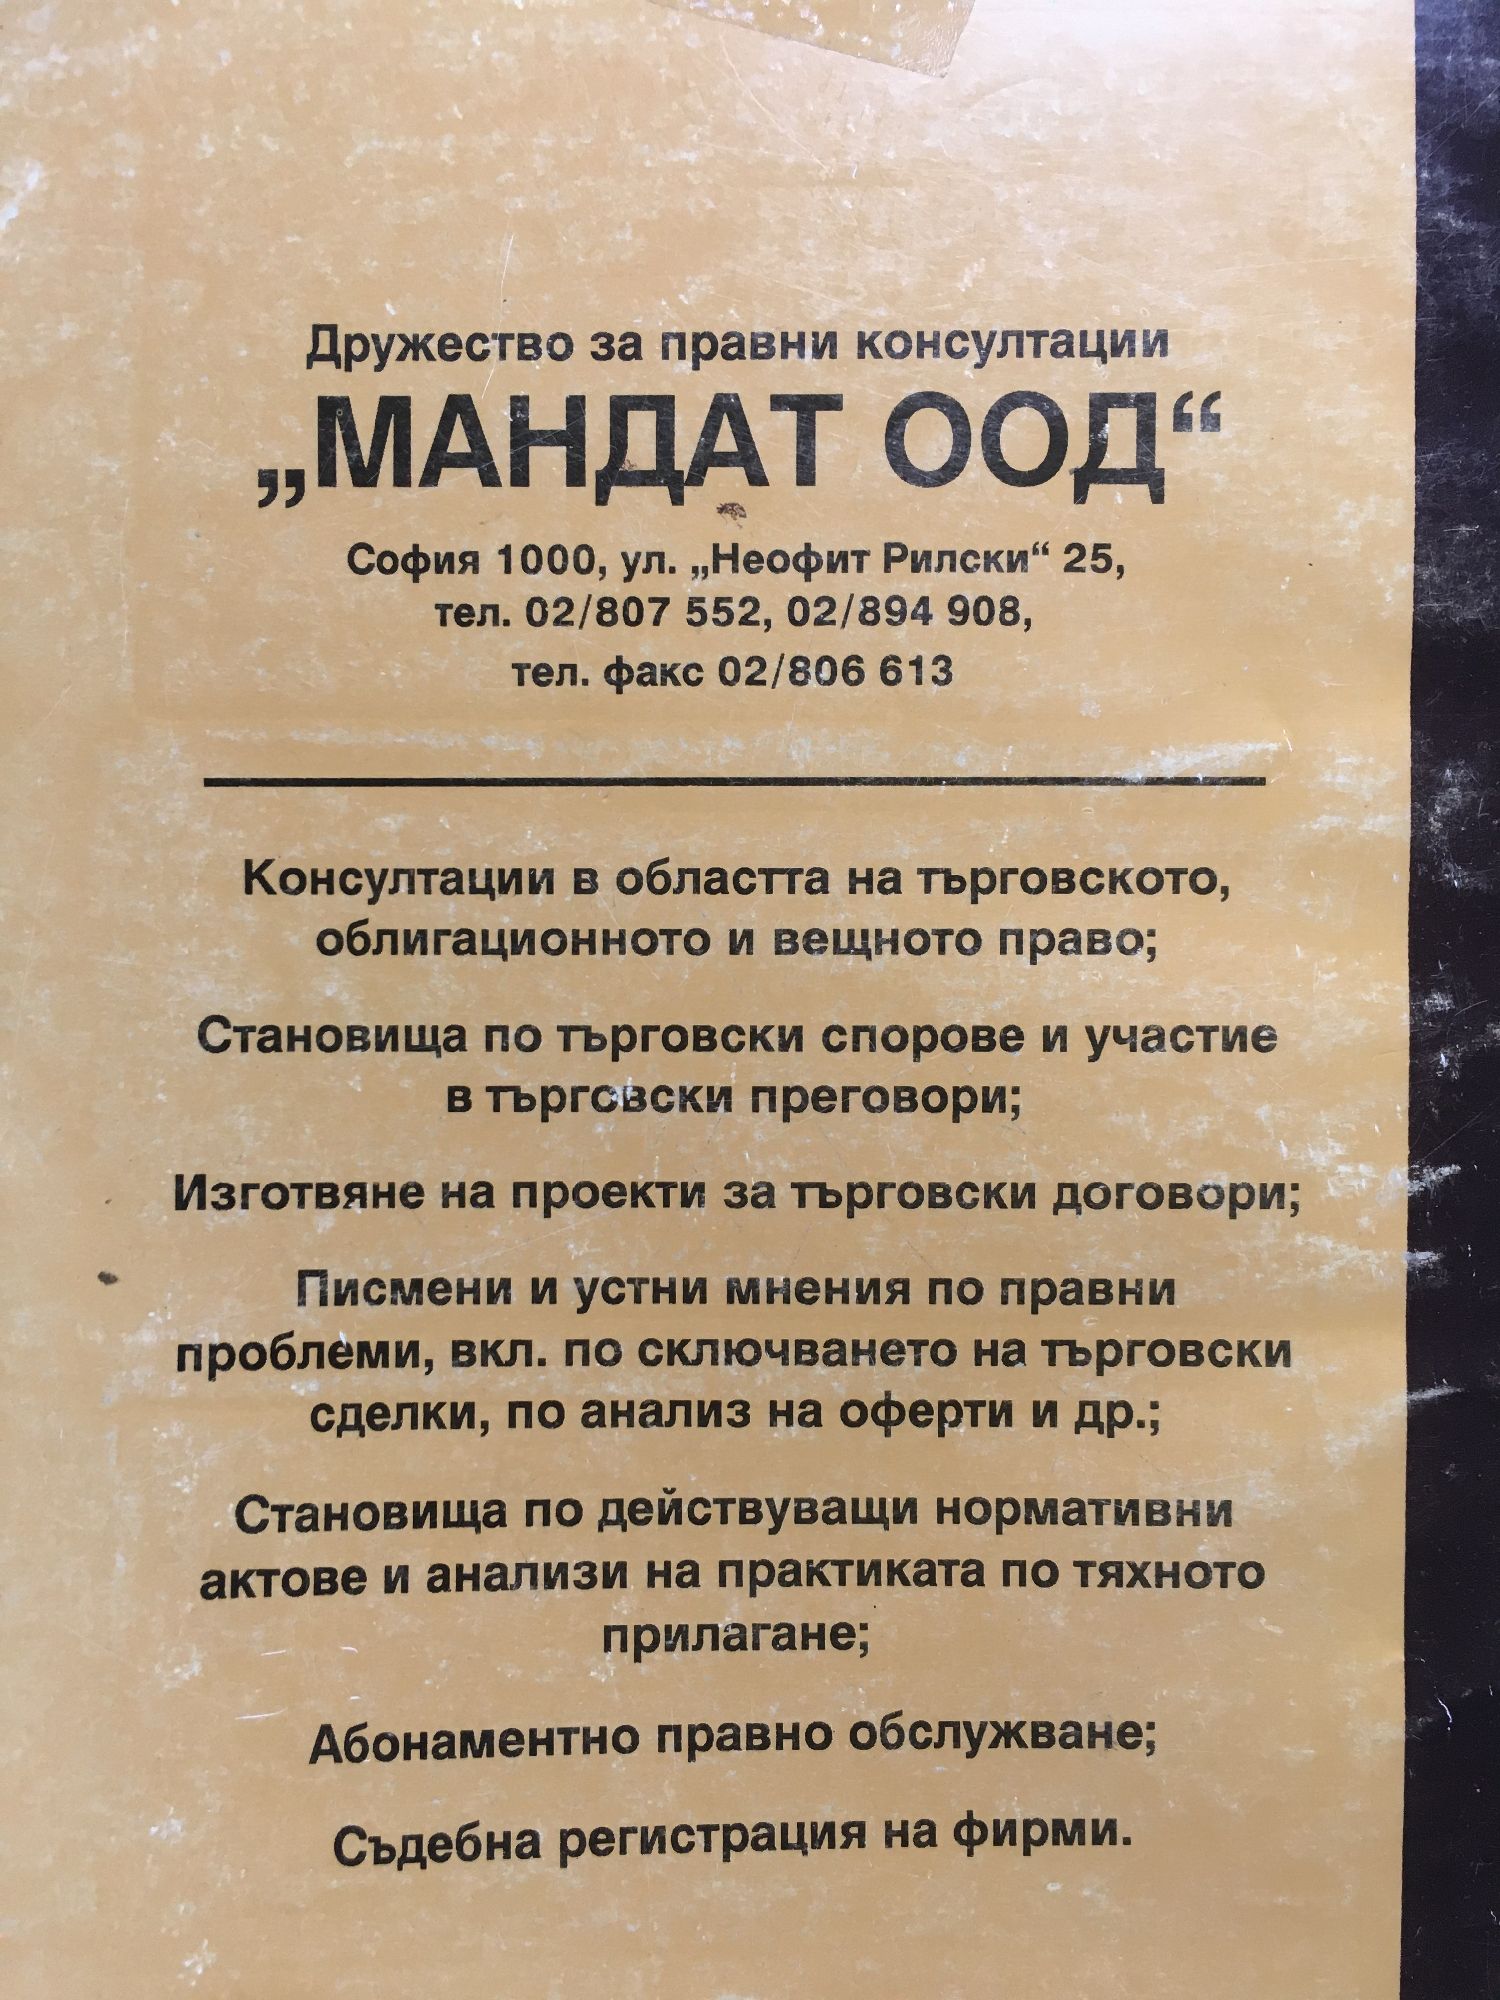 Дружество за правни консултации
„МАНДАТ ООД“
София 1000, ул. „Неофит Рилски“ 25,
тел. 02/807 552, 02/894 908,
тел. факс 02/806 613
Консултации в областта на търговското,
облигационното и вещното право;
Становища по търговски спорове и участие
в търговски преговори;
Изготвяне на проекти за търговски договори;
Писмени и устни мнения по правни
проблеми, вкл. по сключването на търговски
сделки, по анализ на оферти и др.;
Становища по действуващи нормативни
актове и анализи на практиката по тяхното
прилагане;
Абонаментно правно обслужване;
Съдебна регистрация на фирми.